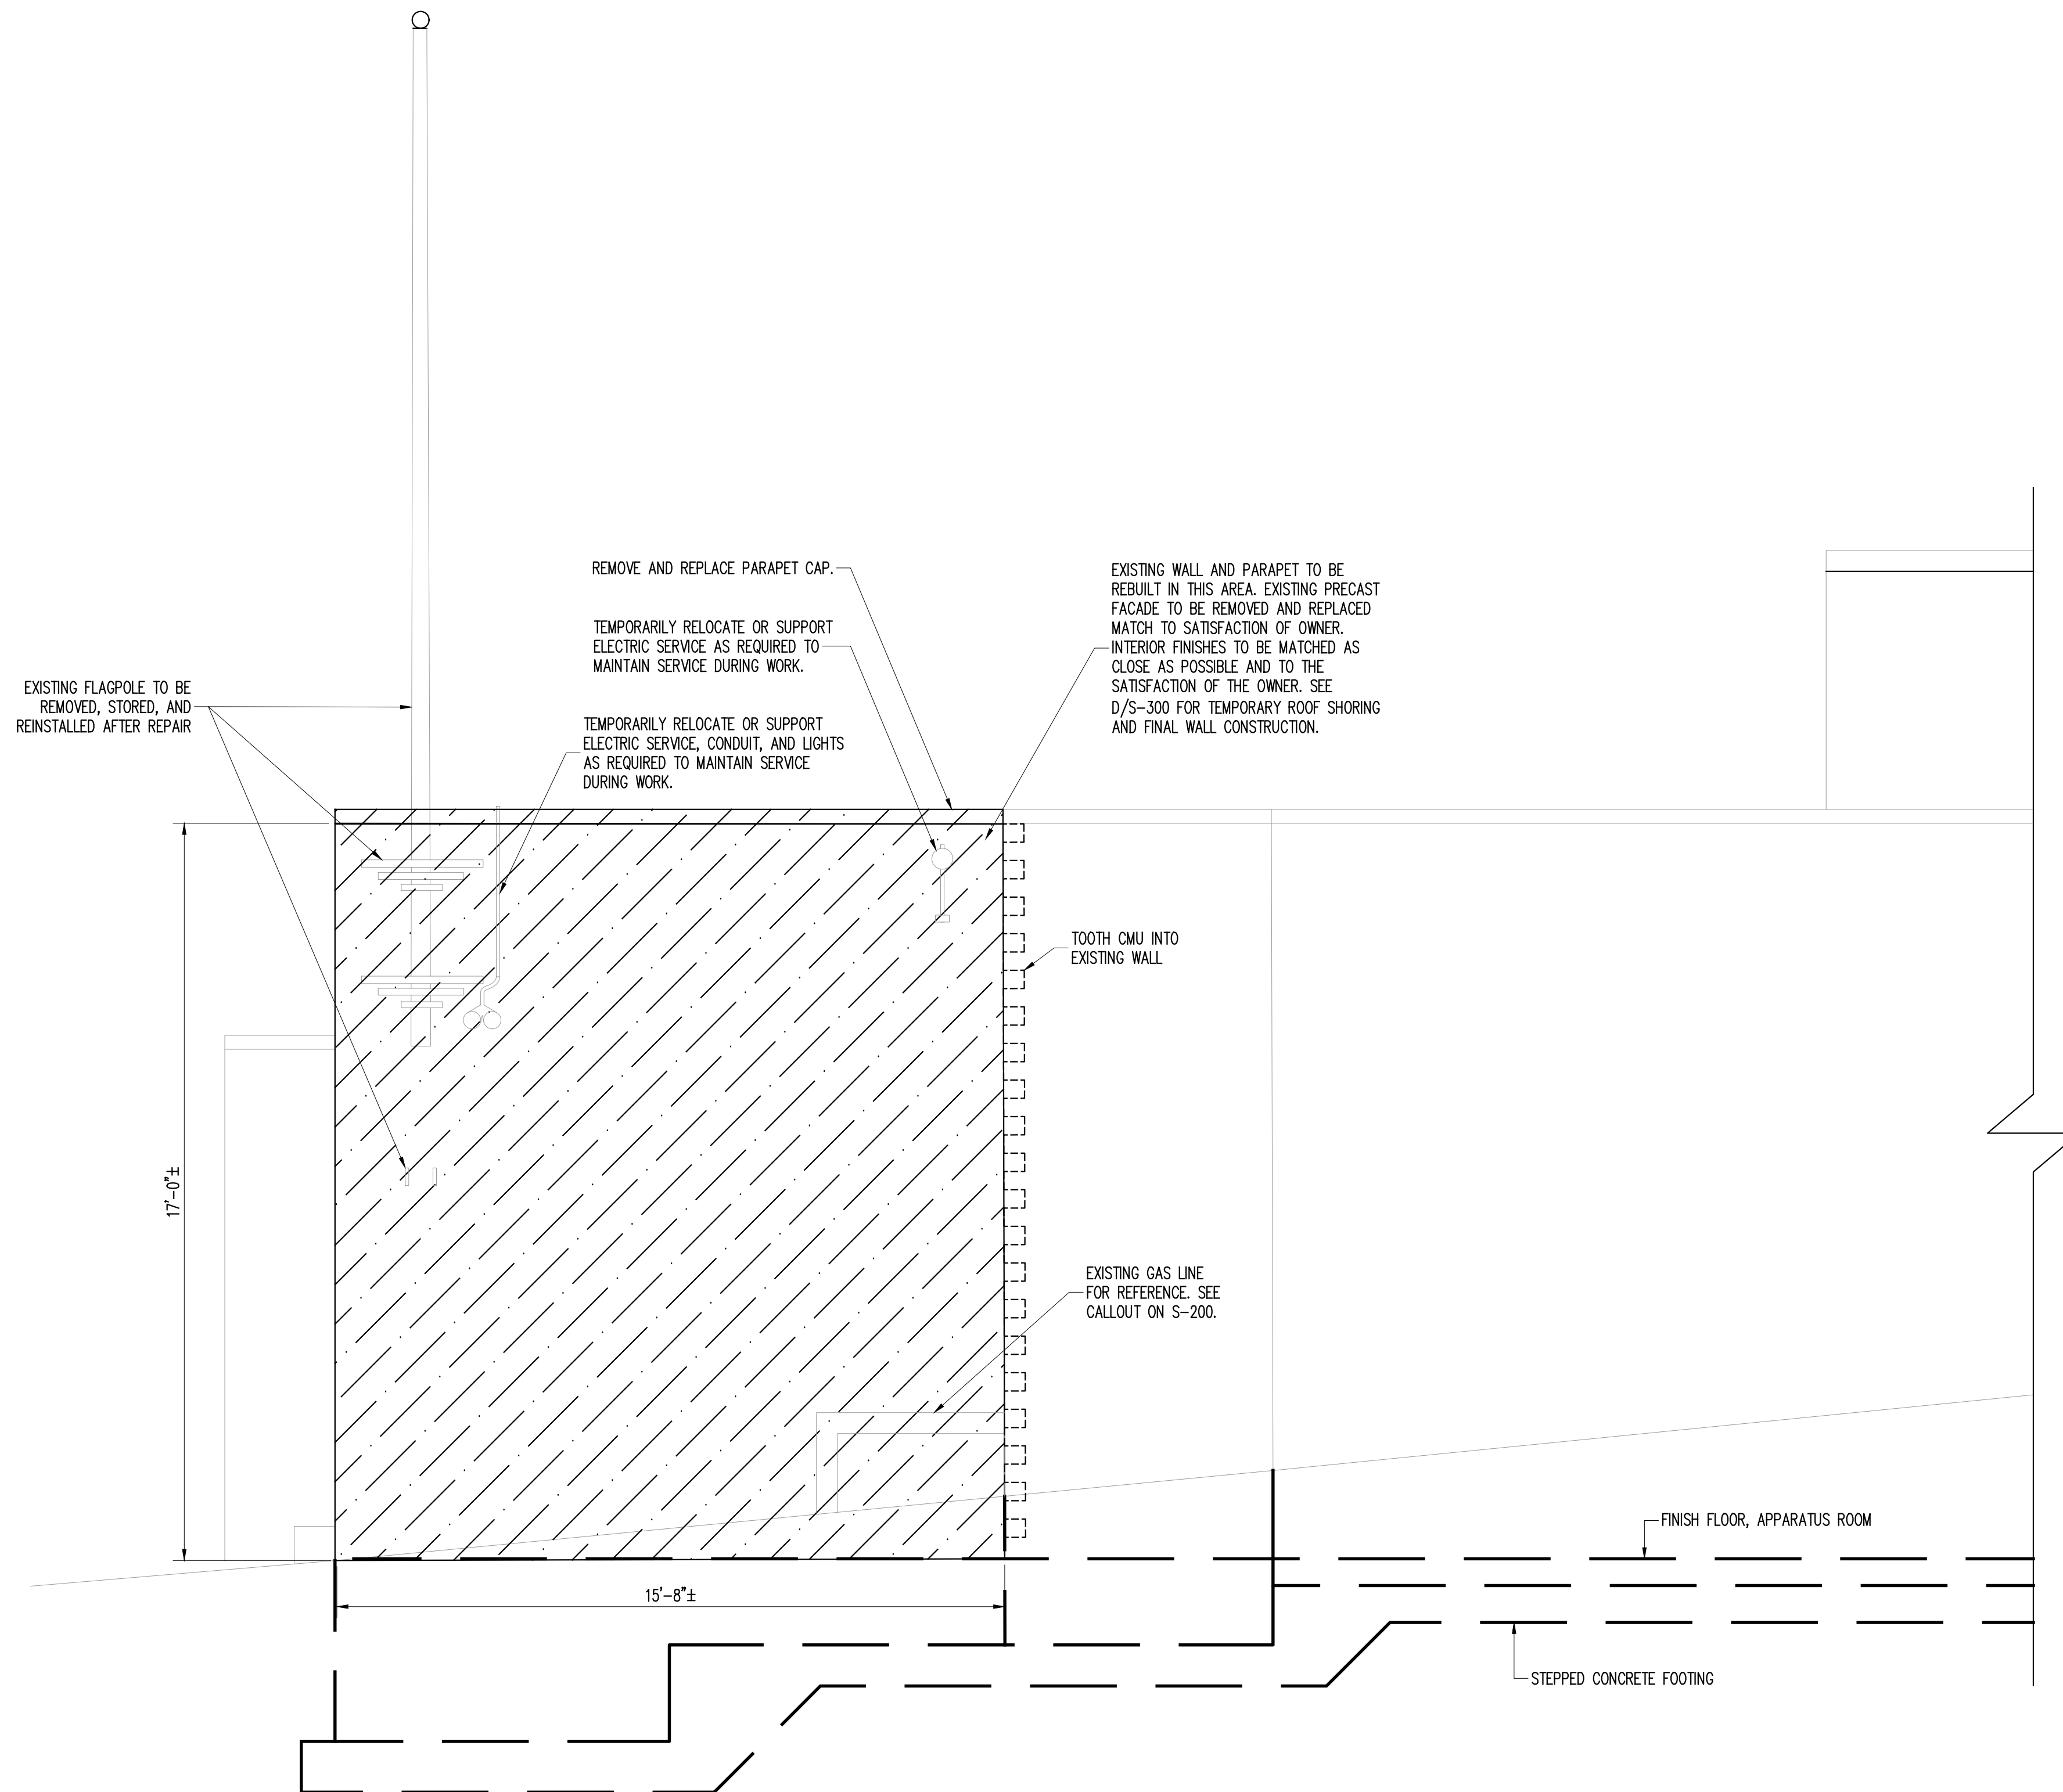 REMOVE AND REPLACE PARAPET CAP.
TEMPORARILY RELOCATE OR SUPPORT
ELECTRIC SERVICE AS REQUIRED TO
MAINTAIN SERVICE DURING WORK.
EXISTING WALL AND PARAPET TO BE
REBUILT IN THIS AREA. EXISTING PRECAST
FACADE TO BE REMOVED AND REPLACED
MATCH TO SATISFACTION OF OWNER.
INTERIOR FINISHES TO BE MATCHED AS
CLOSE AS POSSIBLE AND TO THE
SATISFACTION OF THE OWNER. SEE
D/S-300 FOR TEMPORARY ROOF SHORING
AND FINAL WALL CONSTRUCTION.
EXISTING FLAGPOLE TO BE
REMOVED, STORED, AND
REINSTALLED AFTER REPAIR
TEMPORARILY RELOCATE OR SUPPORT
ELECTRIC SERVICE, CONDUIT, AND LIGHTS
AS REQUIRED TO MAINTAIN SERVICE
DURING WORK.
TOOTH CMU INTO
EXISTING WALL
17'-0"±
EXISTING GAS LINE
FOR REFERENCE. SEE
CALLOUT ON S-200.
FINISH FLOOR, APPARATUS ROOM
15'-8"±
STEPPED CONCRETE FOOTING